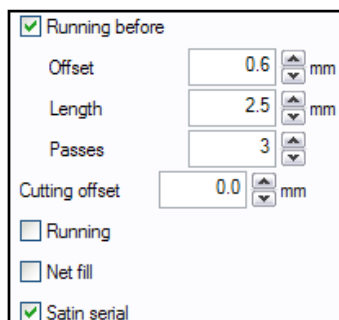 Running before
Offset 0.6 mm
Length 2.5 mm
Passes 3
Cutting offset 0.0 mm
Running
Net fill
Satin serial